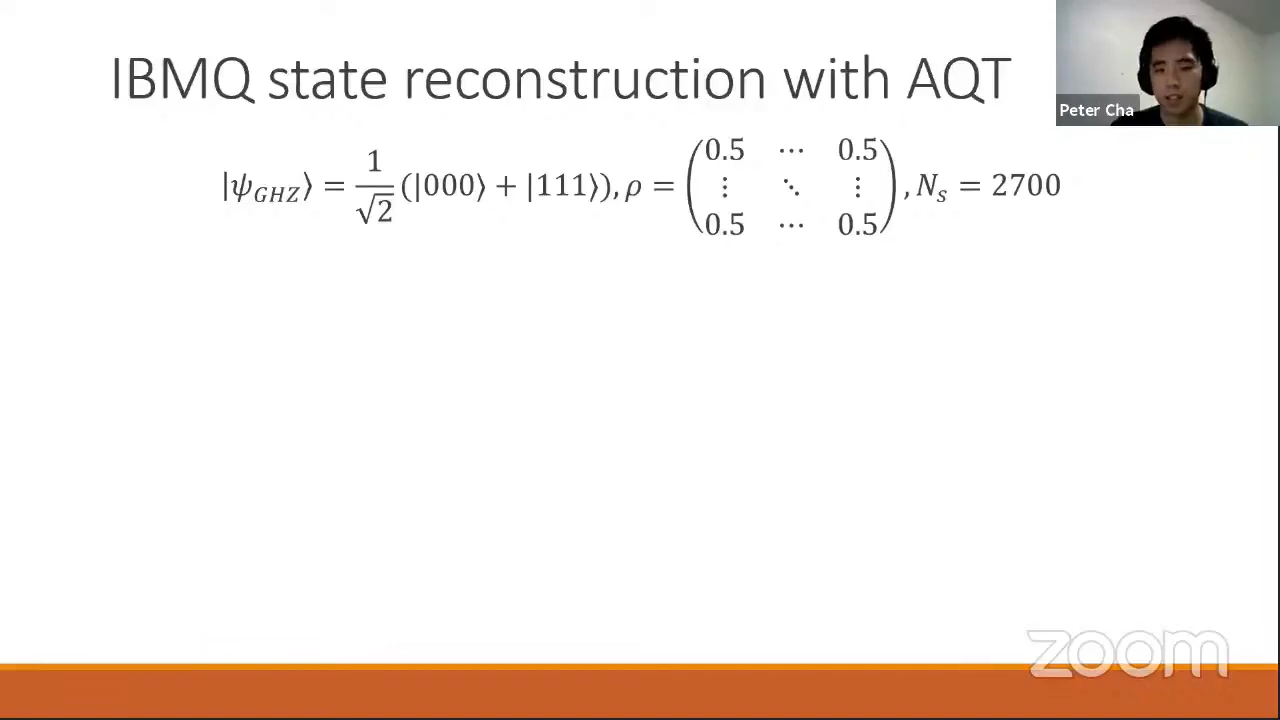 IBMQ state reconstruction with AQT
Peter Cha
|ψ_GHZ⟩ = 1/√2 (|000⟩ + |111⟩), ρ = (0.5 ⋯ 0.5 ⋮ ⋱ ⋮ 0.5 ⋯ 0.5), N_s = 2700
zoom